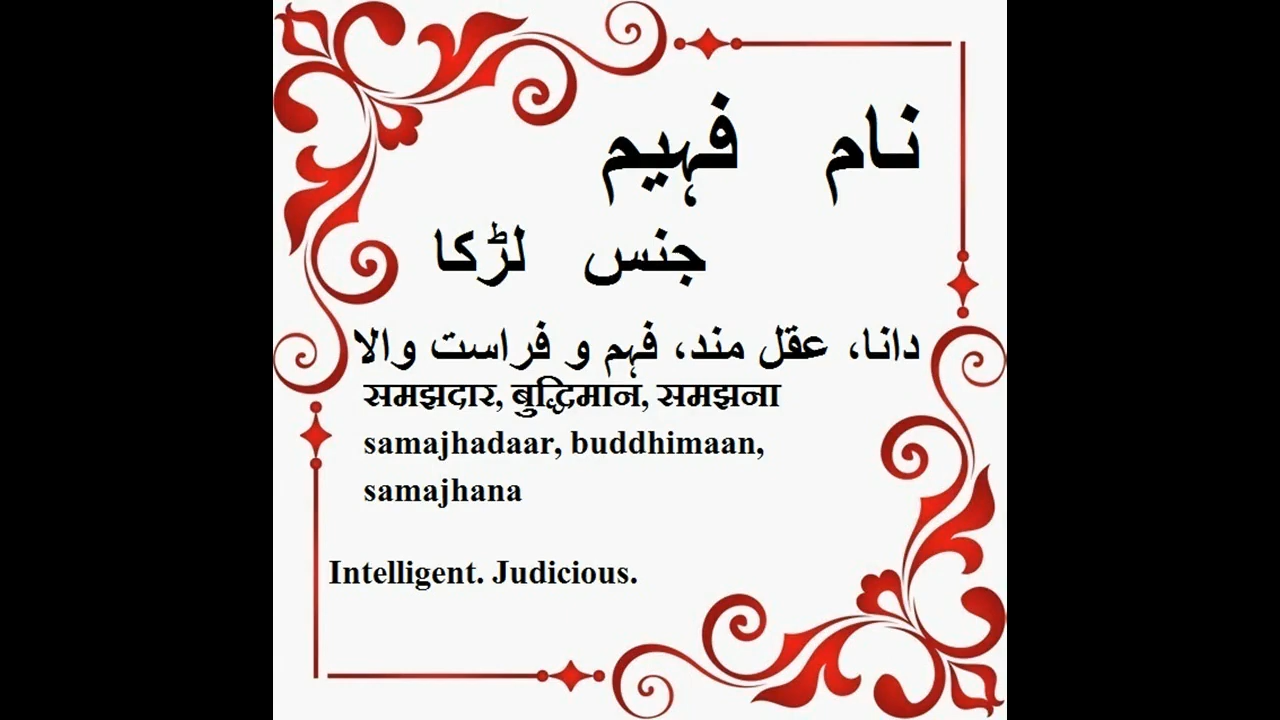 نام فہیم
جنس لڑکا
دانا، عقل مند، فہم و فراست والا
समझदार, बुद्धिमान, समझना
samajhadaar, buddhimaan,
samajhana
Intelligent. Judicious.